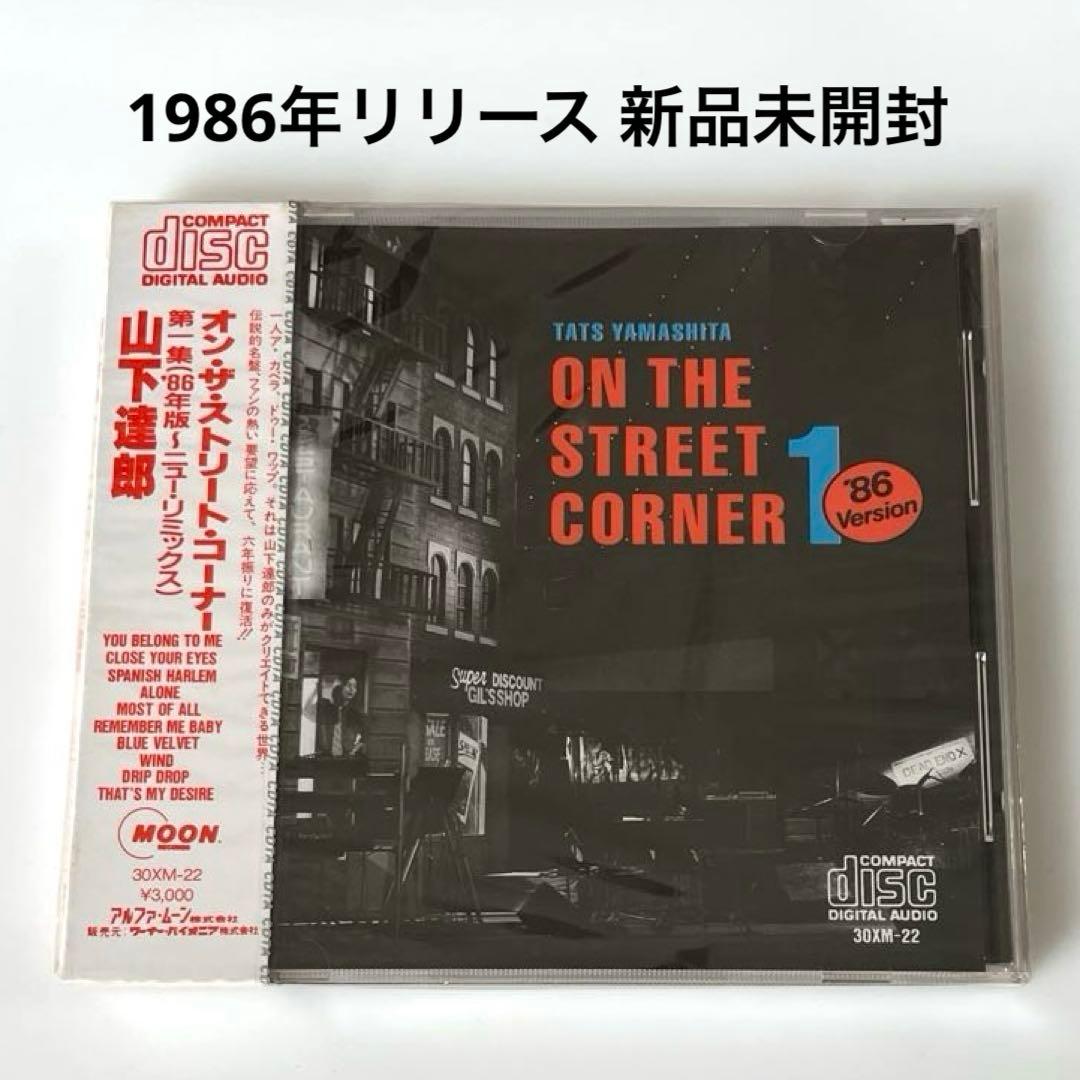 1986年リリース 新品未開封
COMPACT
disc
DIGITAL AUDIO
オン・ザ・ストリート・コーナー
第一集('86年版〜ニュー・リミックス)
山下達郎
一人ア・カペラ、ドゥー・ワップ。それは山下達郎のみがクリエイトできる世界…
伝説的名盤、ファンの熱い要望に応えて、六年振りに復活!!
YOU BELONG TO ME
CLOSE YOUR EYES
SPANISH HARLEM
ALONE
MOST OF ALL
REMEMBER ME BABY
BLUE VELVET
WIND
DRIP DROP
THAT'S MY DESIRE
MOON
30XM-22
¥3,000
アルファ・ムーン株式会社
販売元:ワーナー・パイオニア株式会社
TATS YAMASHITA
ON THE
STREET
CORNER 1
'86
Version
Super DISCOUNT
GIL'S SHOP
SALE
DEAD END X
COMPACT
disc
DIGITAL AUDIO
30XM-22